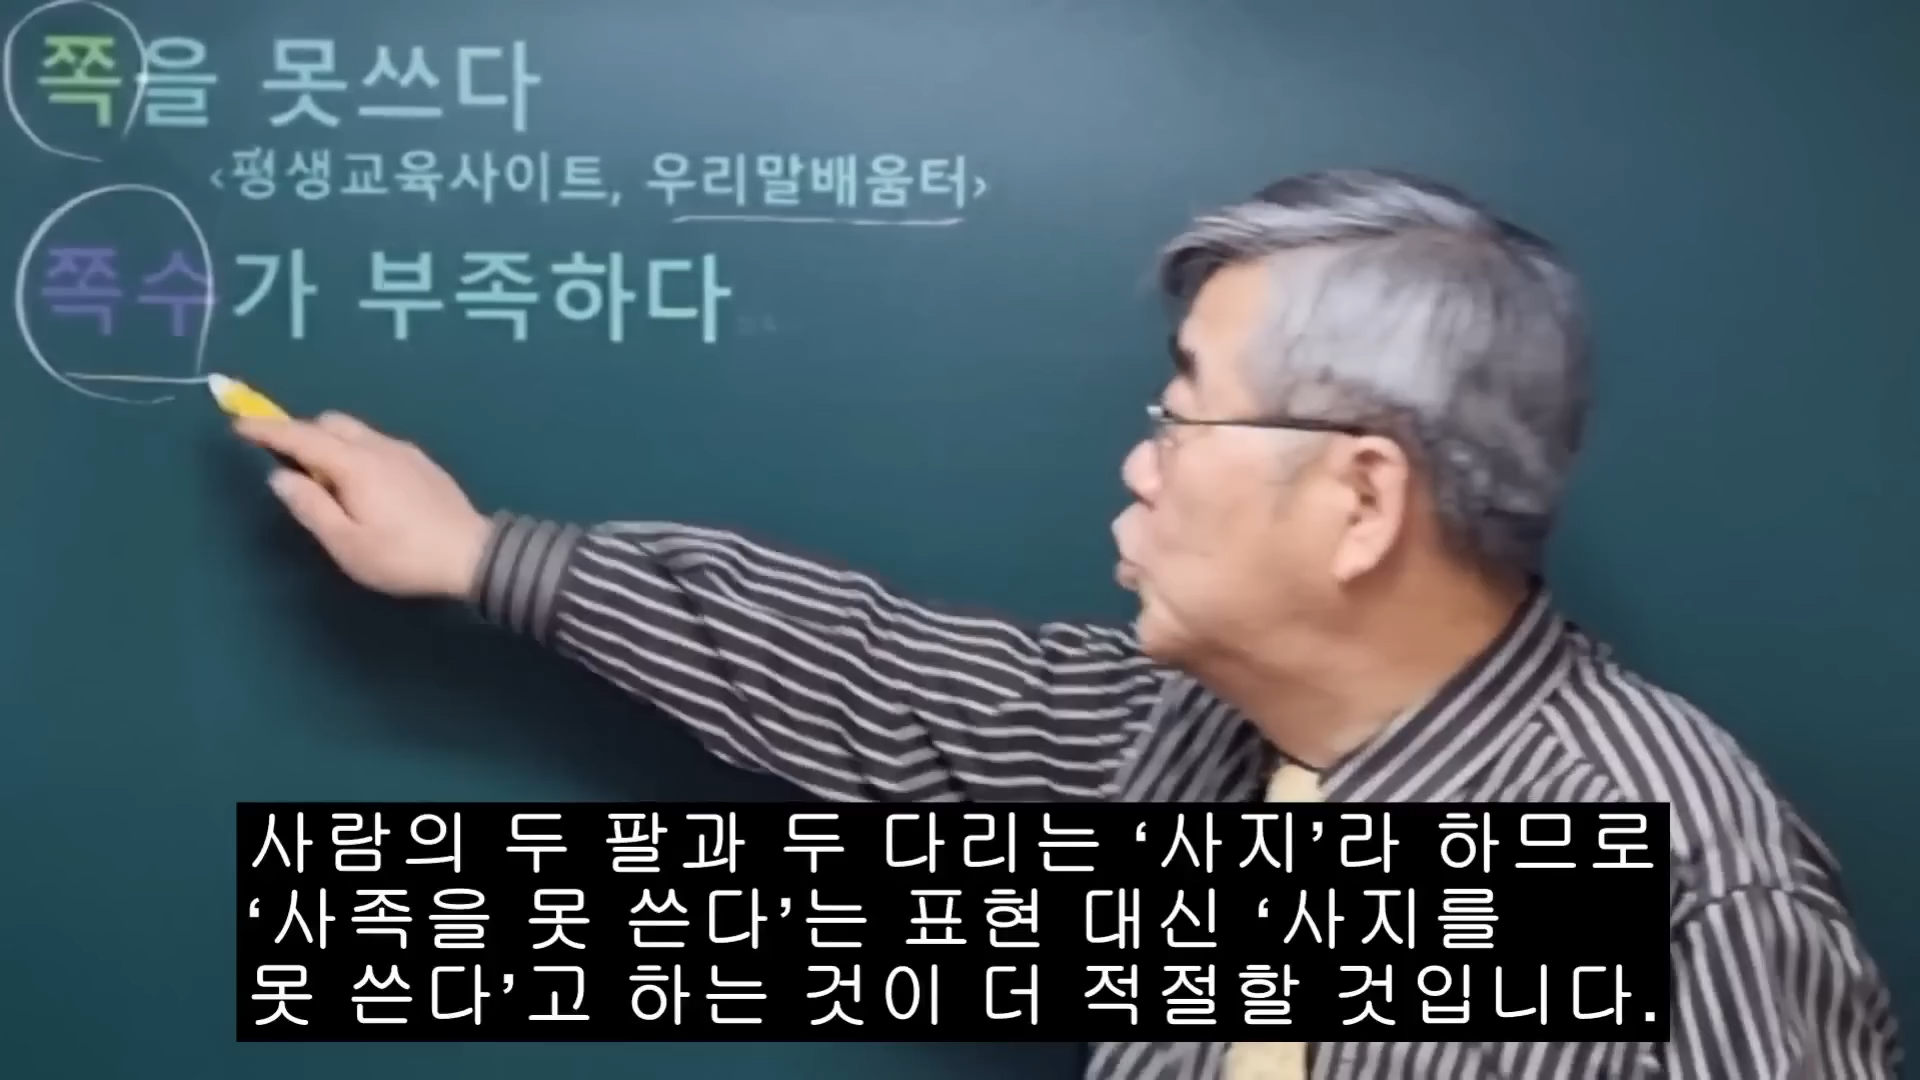 쪽을 못쓰다
<평생교육사이트, 우리말배움터>
쪽수가 부족하다
사람의 두 팔과 두 다리는 ‘사지’라 하므로
‘사족을 못 쓴다’는 표현 대신 ‘사지를
못 쓴다’고 하는 것이 더 적절할 것입니다.